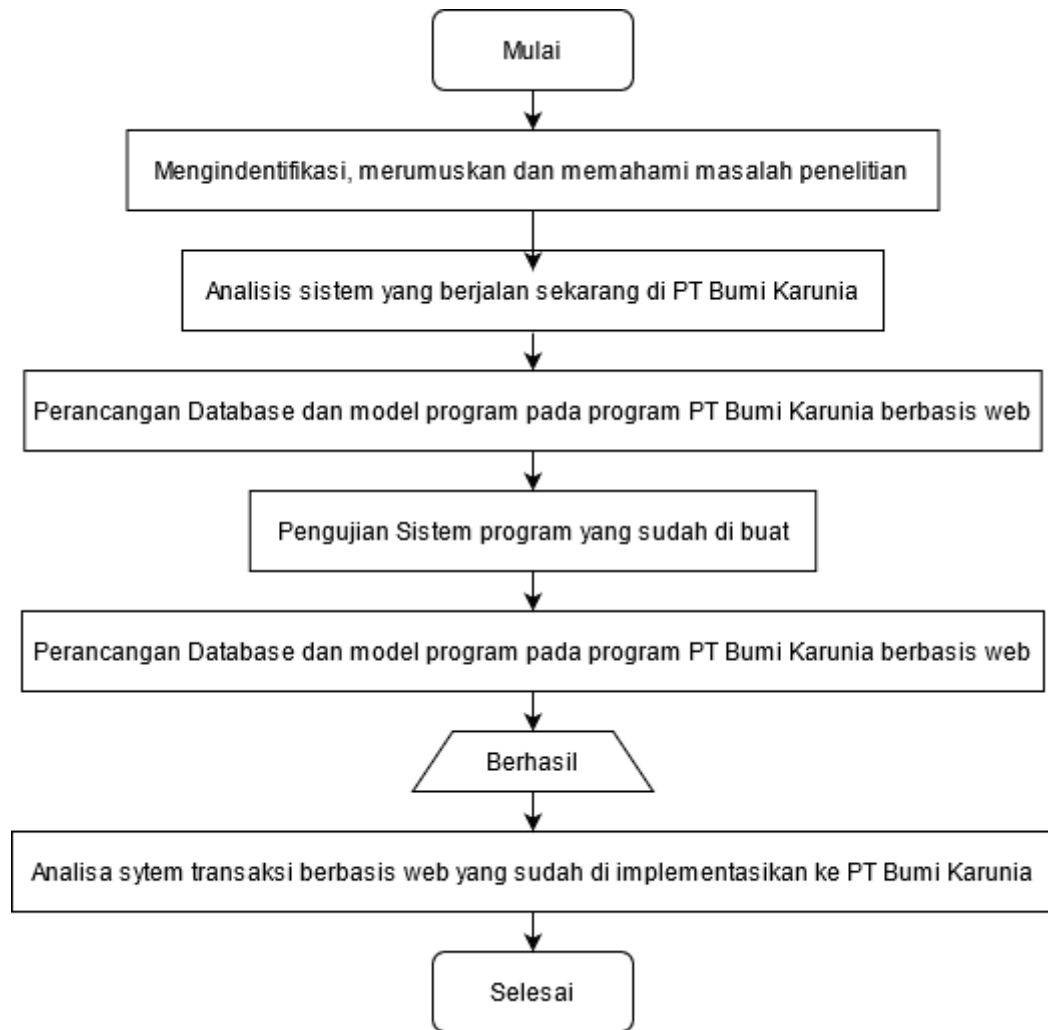 Mulai
Mengindentifikasi, merumuskan dan memahami masalah penelitian
Analisis sistem yang berjalan sekarang di PT Bumi Karunia
Perancangan Database dan model program pada program PT Bumi Karunia berbasis web
Pengujian Sistem program yang sudah di buat
Perancangan Database dan model program pada program PT Bumi Karunia berbasis web
Berhasil
Analisa sytem transaksi berbasis web yang sudah di implementasikan ke PT Bumi Karunia
Selesai